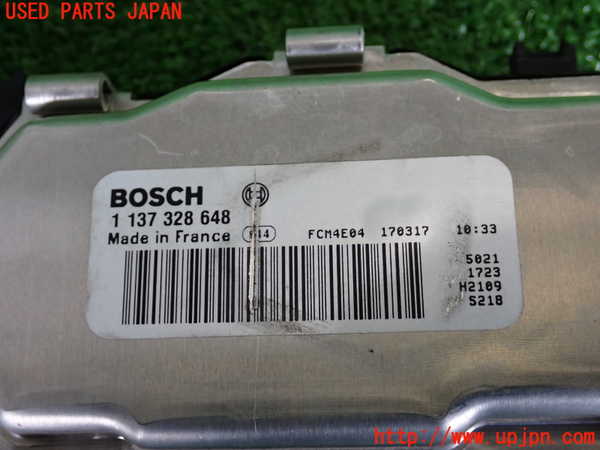 USED PARTS JAPAN
BOSCH
1 137 328 648
Made in France 644 FCM4E04 170317 10:33
5021
1723
H2109
S218
http://www.upjpn.com/